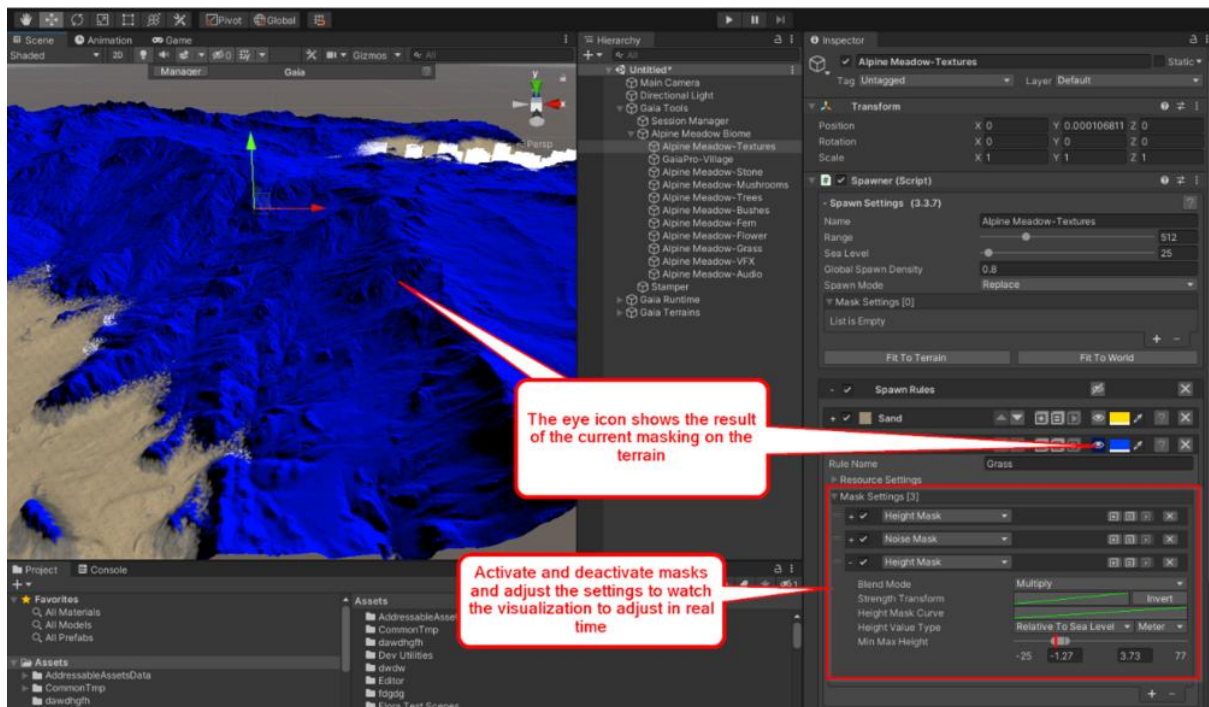 Pivot Global
Scene Animation Game
Shaded 2D 0 Gizmos All
Manager Gaia
y
x
Persp
Hierarchy
All
Untitled*
Main Camera
Directional Light
Gaia Tools
Session Manager
Alpine Meadow Biome
Alpine Meadow-Textures
GaiaPro-Village
Alpine Meadow-Stone
Alpine Meadow-Mushrooms
Alpine Meadow-Trees
Alpine Meadow-Bushes
Alpine Meadow-Fern
Alpine Meadow-Flower
Alpine Meadow-Grass
Alpine Meadow-VFX
Alpine Meadow-Audio
Stamper
Gaia Runtime
Gaia Terrains
Inspector
Alpine Meadow-Textures Static
Tag Untagged Layer Default
Transform
Position X 0 Y 0.000106811 Z 0
Rotation X 0 Y 0 Z 0
Scale X 1 Y 1 Z 1
# Spawner (Script)
- Spawn Settings (3.3.7) ?
Name Alpine Meadow-Textures
Range 512
Sea Level 25
Global Spawn Density 0.8
Spawn Mode Replace
Mask Settings [0]
List is Empty
+ -
Fit To Terrain Fit To World
- Spawn Rules
+ Sand
Rule Name Grass
Resource Settings
Mask Settings [3]
+ Height Mask
+ Noise Mask
- Height Mask
Blend Mode Multiply
Strength Transform Invert
Height Mask Curve
Height Value Type Relative To Sea Level Meter
Min Max Height
-25 -1.27 3.73 77
+ -
The eye icon shows the result
of the current masking on the
terrain
Activate and deactivate masks
and adjust the settings to watch
the visualization to adjust in real
time
Project Console
Favorites
All Materials
All Models
All Prefabs
Assets
AddressableAssetsData
CommonTmp
dawdhgfh
Assets
AddressableAsset
CommonTmp
dawdhgfh
Dev Utilities
dwdw
Editor
fdgdg
Flora Test Scenes